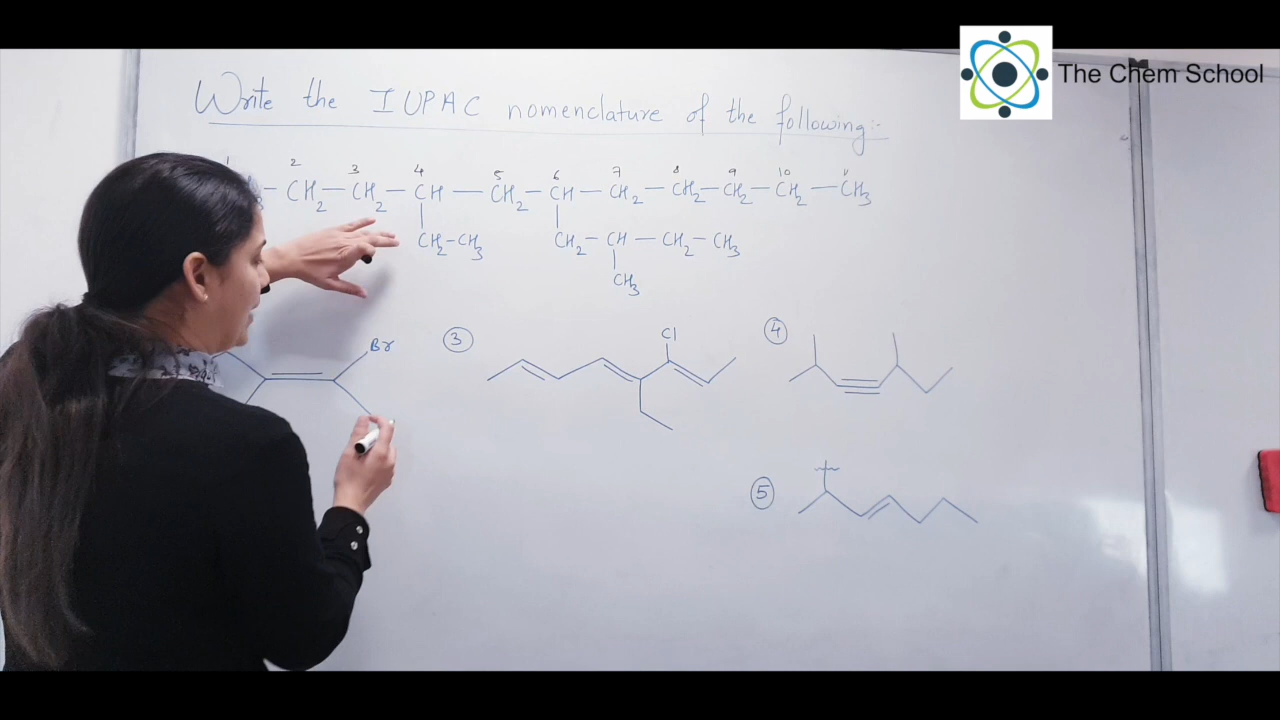 The Chem School
Write the IUPAC nomenclature of the following:-
1 2 3 4 5 6 7 8 9 10 11
CH2 — CH2 — CH — CH2 — CH — CH2 — CH2 — CH2 — CH2 — CH3
CH2-CH3 CH2 — CH — CH2 — CH3
CH3
Br
3
Cl
4
5